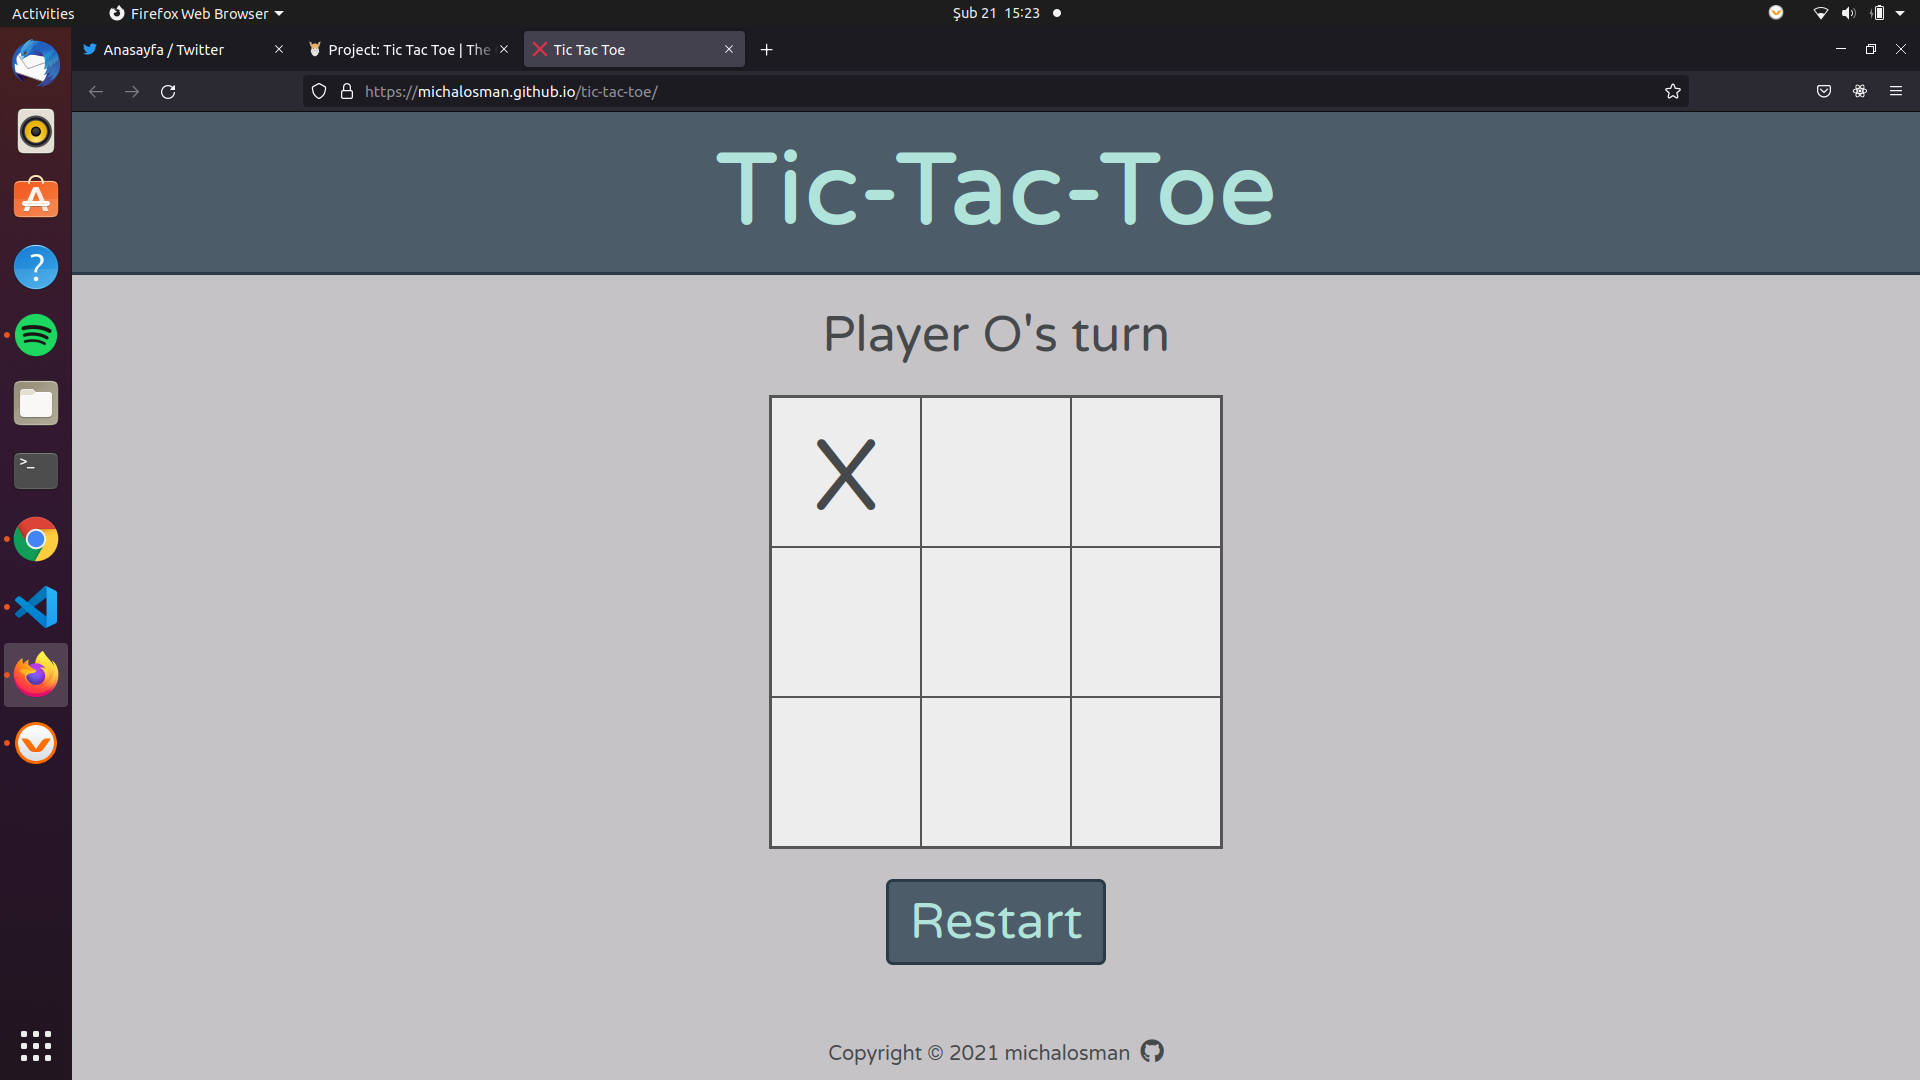 Activities
Firefox Web Browser
Şub 21 15:23
Anasayfa / Twitter
Project: Tic Tac Toe | The
Tic Tac Toe
https://michalosman.github.io/tic-tac-toe/
Tic-Tac-Toe
Player O's turn
X
Restart
Copyright © 2021 michalosman